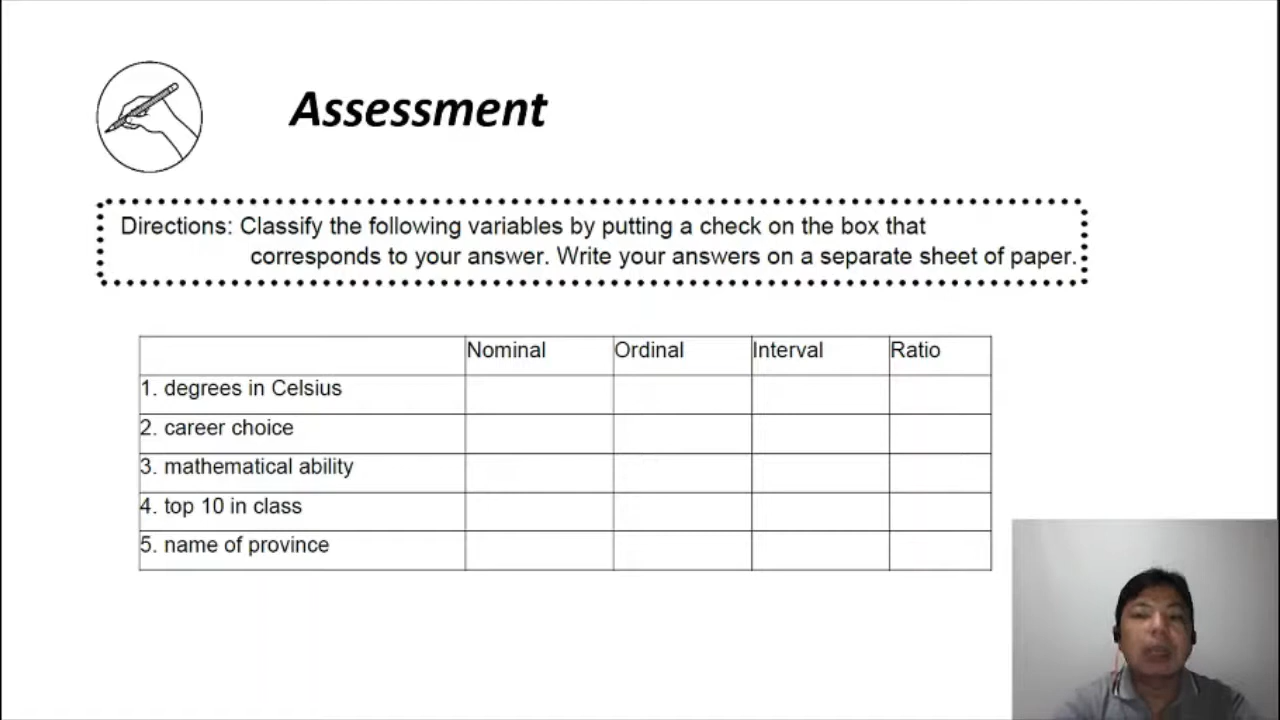 Assessment
Directions: Classify the following variables by putting a check on the box that
corresponds to your answer. Write your answers on a separate sheet of paper.
Nominal Ordinal Interval Ratio
1. degrees in Celsius
2. career choice
3. mathematical ability
4. top 10 in class
5. name of province